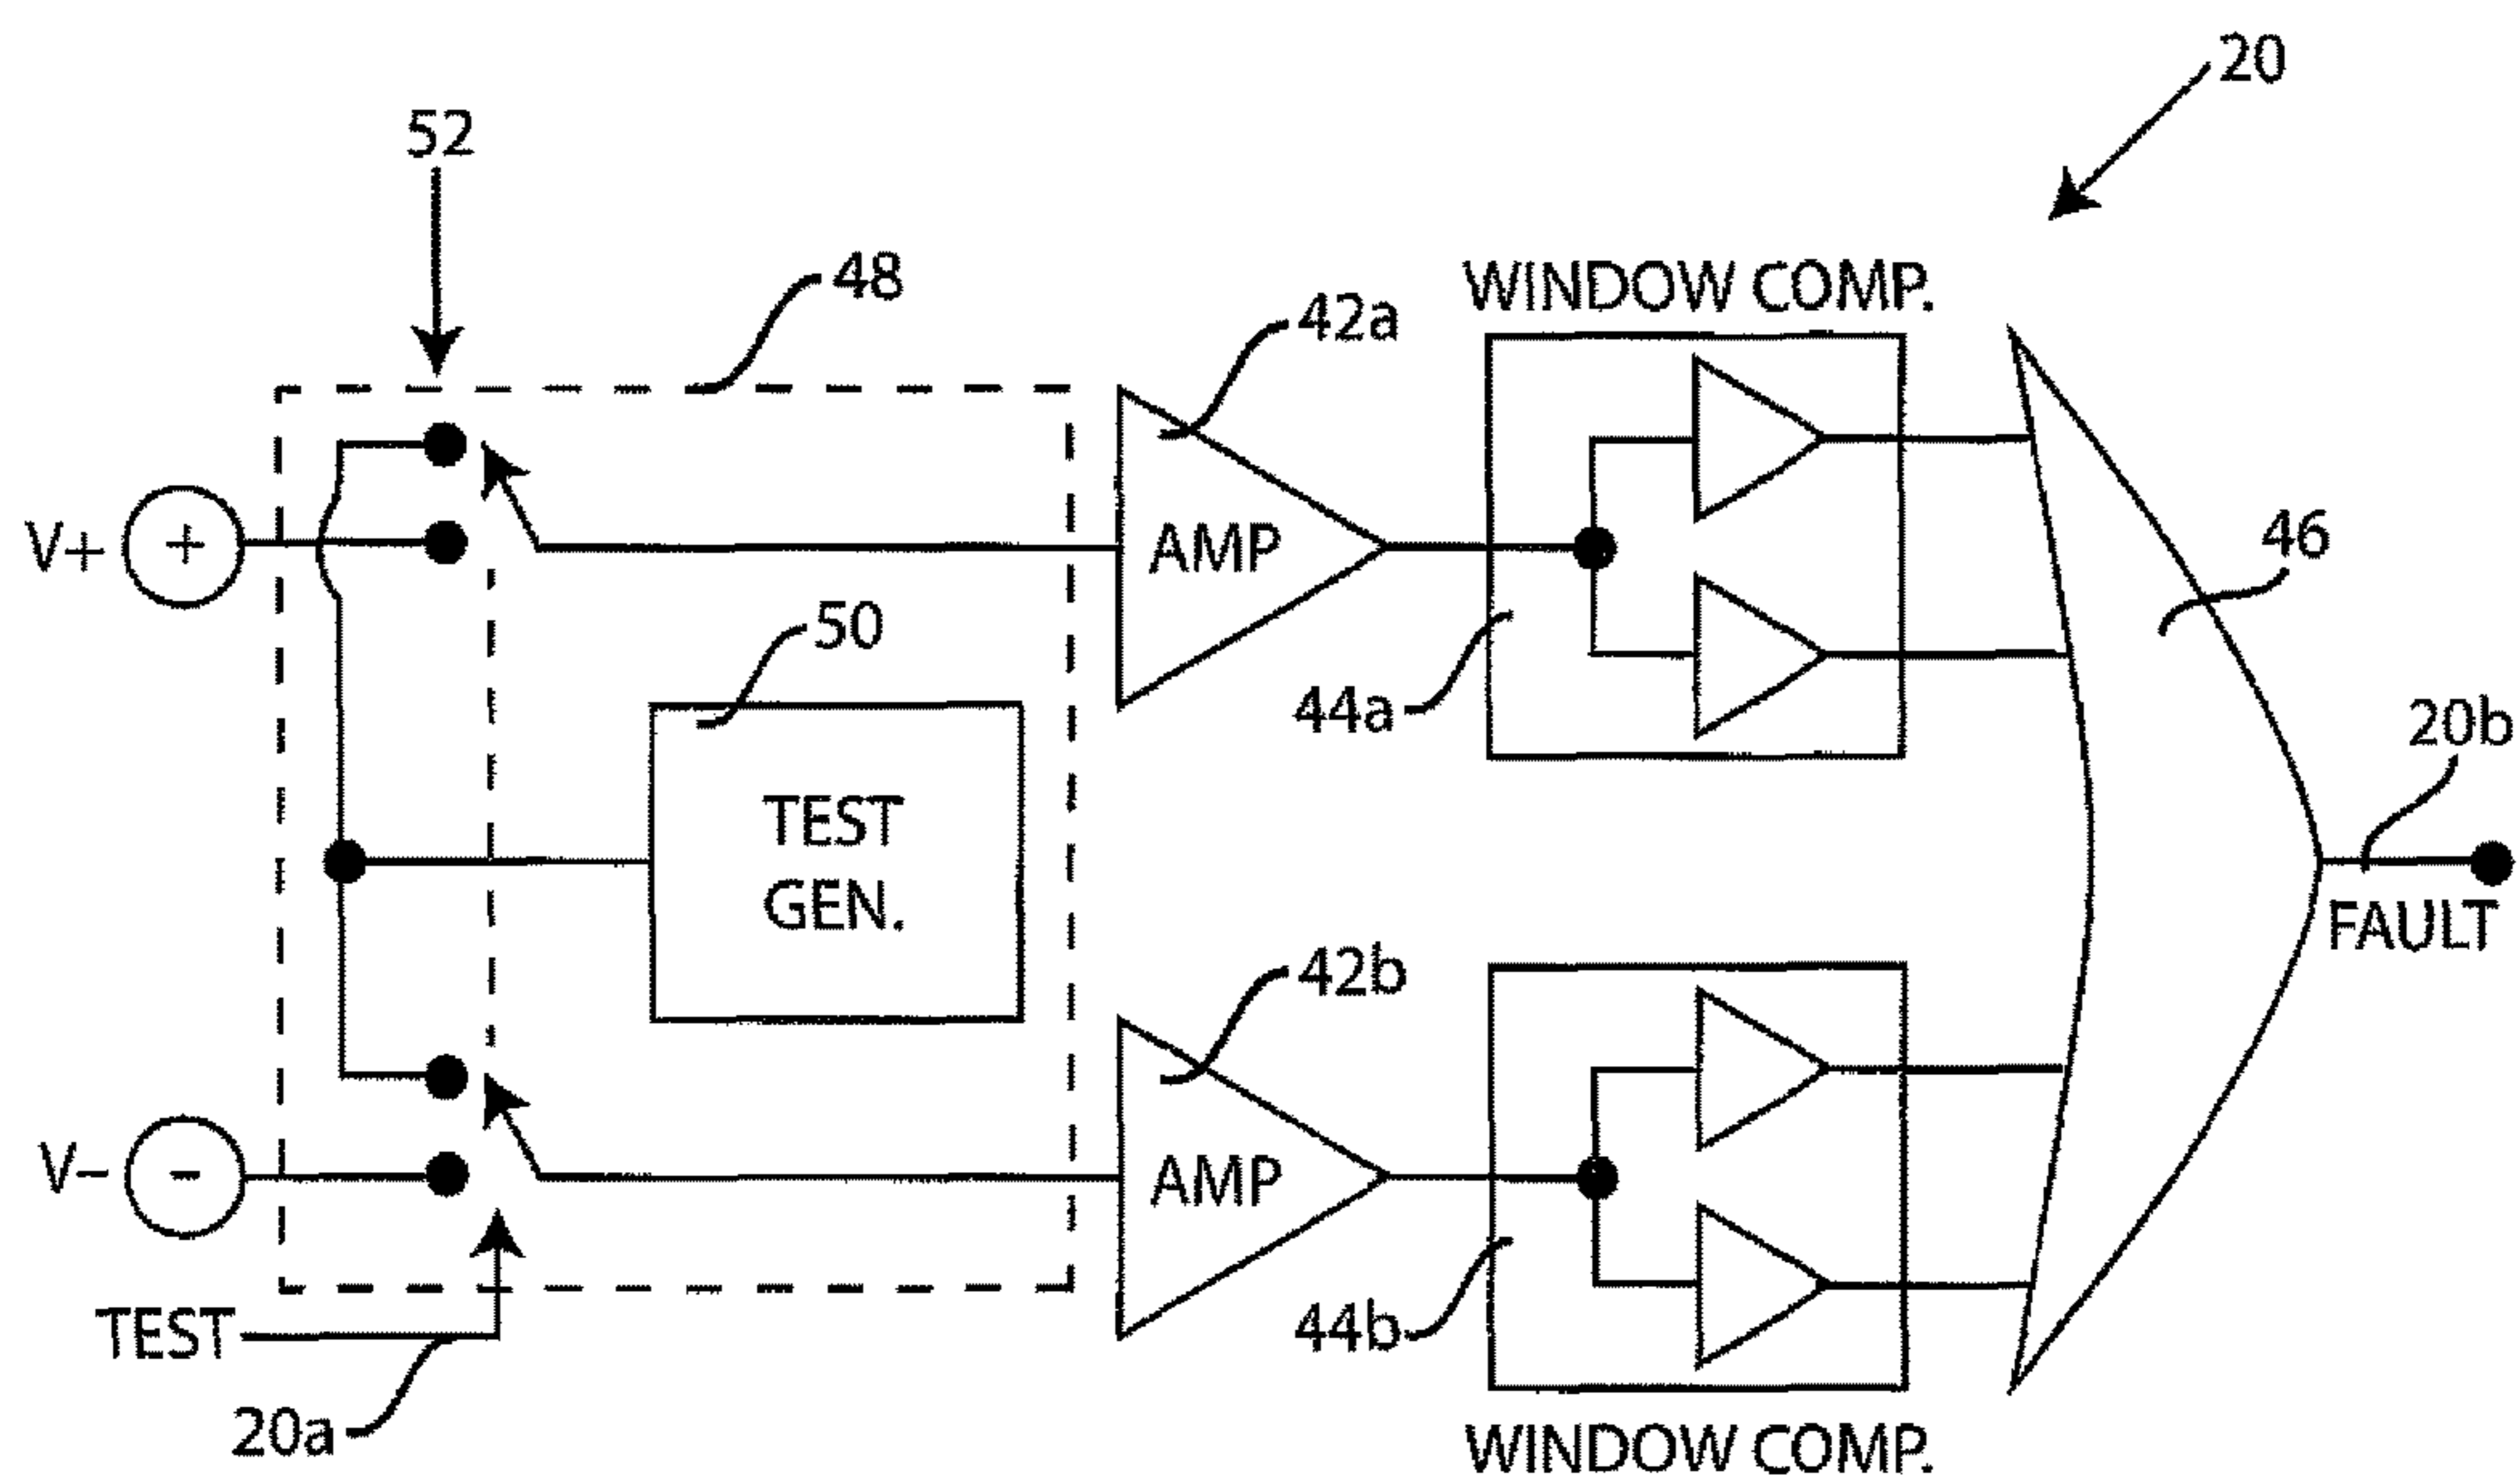 20
52
48
WINDOW COMP.
42a
V+
+
AMP
46
50
44a
20b
TEST
GEN.
FAULT
42b
V-
-
AMP
44b
TEST
20a
WINDOW COMP.